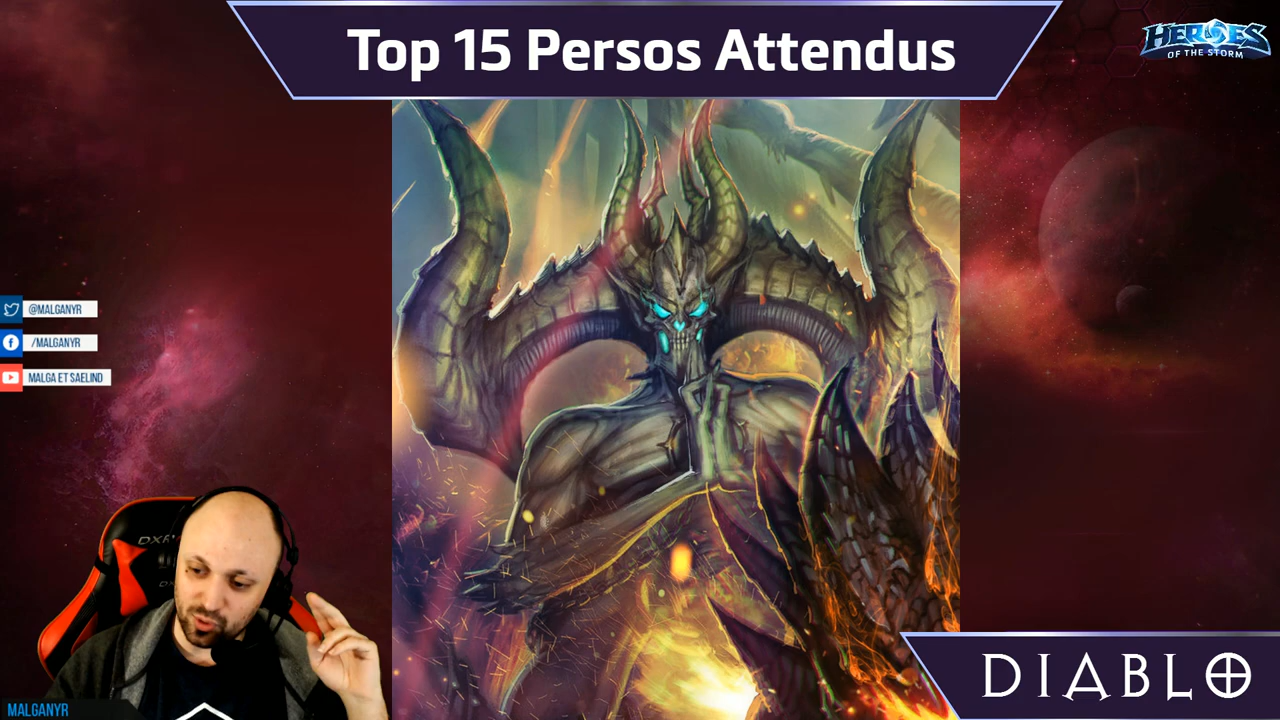 Top 15 Persos Attendus
HEROES
OF THE STORM
@MALGANYR
/MALGANYR
MALGA ET SAELIND
MALGANYR
DIABLO